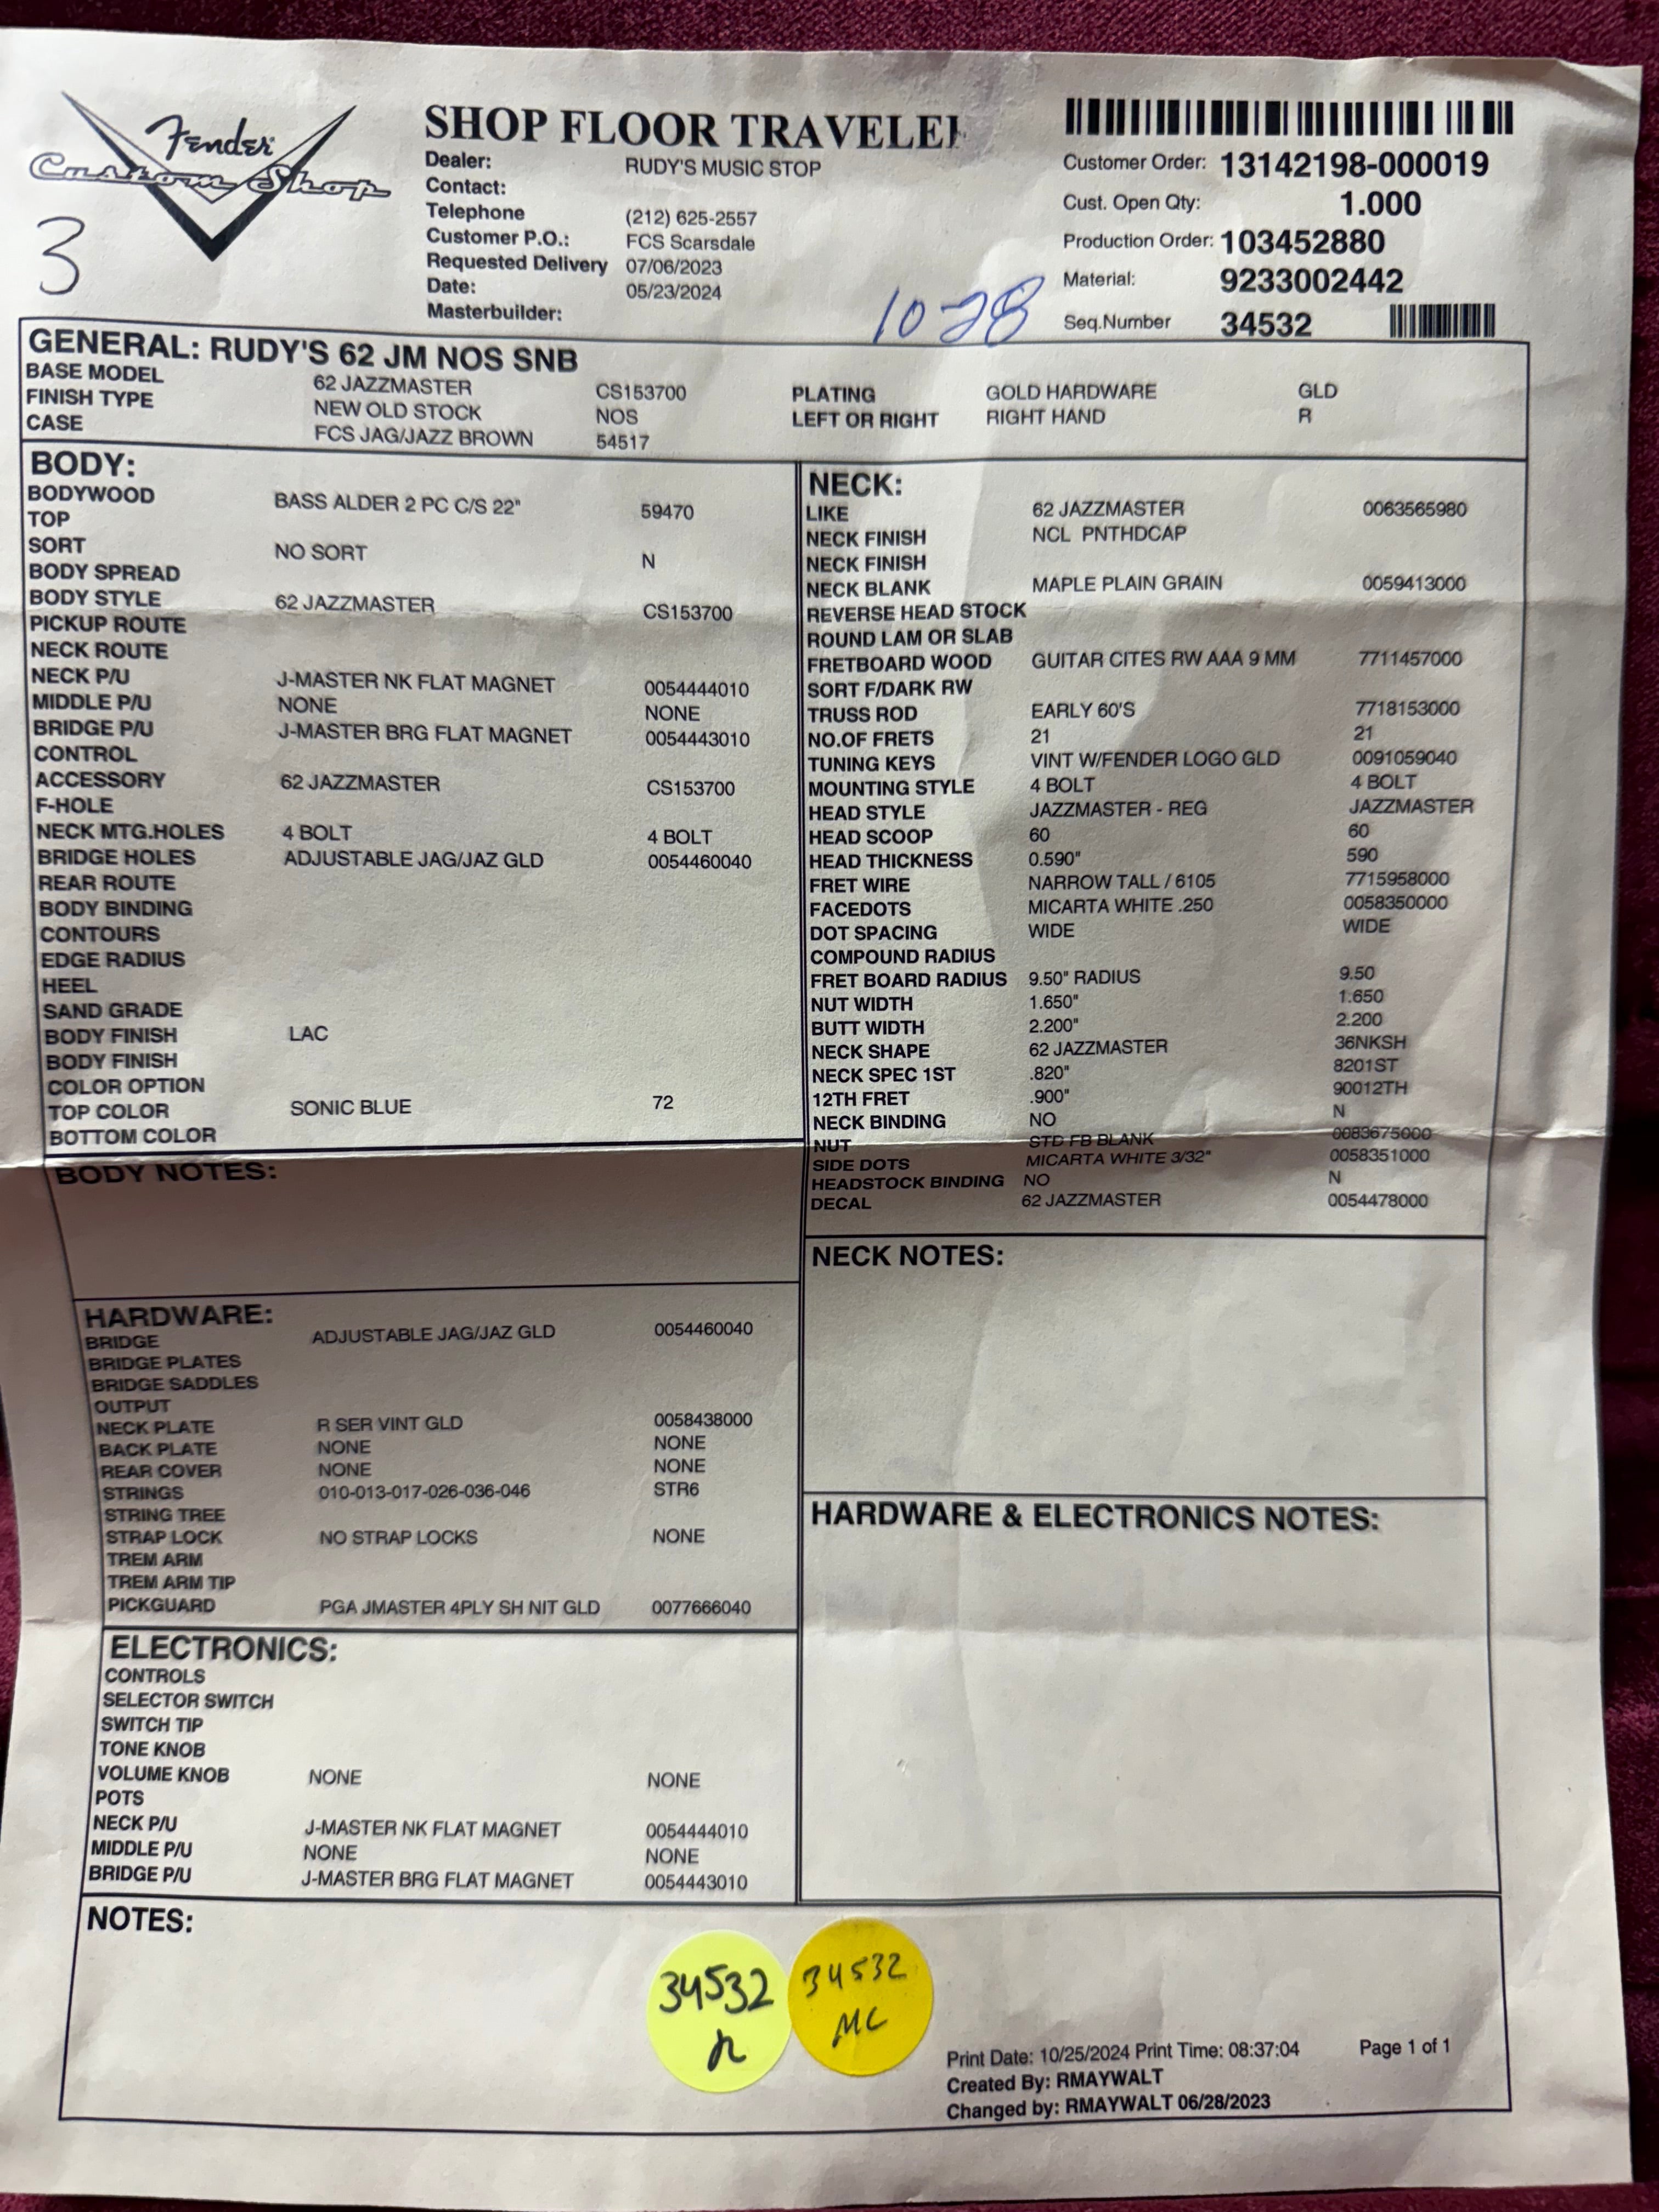 Fender
Custom Shop
3
SHOP FLOOR TRAVELER
Dealer: RUDY'S MUSIC STOP
Contact:
Telephone (212) 625-2557
Customer P.O.: FCS Scarsdale
Requested Delivery 07/06/2023
Date: 05/23/2024
Masterbuilder:
10-28
Customer Order: 13142198-000019
Cust. Open Qty: 1.000
Production Order: 103452880
Material: 9233002442
Seq.Number 34532
GENERAL: RUDY'S 62 JM NOS SNB
BASE MODEL 62 JAZZMASTER CS153700
FINISH TYPE NEW OLD STOCK NOS
CASE FCS JAG/JAZZ BROWN 54517
PLATING GOLD HARDWARE GLD
LEFT OR RIGHT RIGHT HAND R
BODY:
BODYWOOD BASS ALDER 2 PC C/S 22" 59470
TOP
SORT NO SORT N
BODY SPREAD
BODY STYLE 62 JAZZMASTER CS153700
PICKUP ROUTE
NECK ROUTE
NECK P/U J-MASTER NK FLAT MAGNET 0054444010
MIDDLE P/U NONE NONE
BRIDGE P/U J-MASTER BRG FLAT MAGNET 0054443010
CONTROL
ACCESSORY 62 JAZZMASTER CS153700
F-HOLE
NECK MTG.HOLES 4 BOLT 4 BOLT
BRIDGE HOLES ADJUSTABLE JAG/JAZ GLD 0054460040
REAR ROUTE
BODY BINDING
CONTOURS
EDGE RADIUS
HEEL
SAND GRADE
BODY FINISH LAC
BODY FINISH
COLOR OPTION
TOP COLOR SONIC BLUE 72
BOTTOM COLOR
BODY NOTES:
NECK:
LIKE 62 JAZZMASTER 0063565980
NECK FINISH NCL PNTHDCAP
NECK FINISH
NECK BLANK MAPLE PLAIN GRAIN 0059413000
REVERSE HEAD STOCK
ROUND LAM OR SLAB
FRETBOARD WOOD GUITAR CITES RW AAA 9 MM 7711457000
SORT F/DARK RW
TRUSS ROD EARLY 60'S 7718153000
NO.OF FRETS 21 21
TUNING KEYS VINT W/FENDER LOGO GLD 0091059040
MOUNTING STYLE 4 BOLT 4 BOLT
HEAD STYLE JAZZMASTER - REG JAZZMASTER
HEAD SCOOP 60 60
HEAD THICKNESS 0.590" 590
FRET WIRE NARROW TALL / 6105 7715958000
FACEDOTS MICARTA WHITE .250 0058350000
DOT SPACING WIDE WIDE
COMPOUND RADIUS
FRET BOARD RADIUS 9.50" RADIUS 9.50
NUT WIDTH 1.650" 1.650
BUTT WIDTH 2.200" 2.200
NECK SHAPE 62 JAZZMASTER 36NKSH
NECK SPEC 1ST .820" 8201ST
12TH FRET .900" 90012TH
NECK BINDING NO N
NUT STD FB BLANK 0083675000
SIDE DOTS MICARTA WHITE 3/32" 0058351000
HEADSTOCK BINDING NO N
DECAL 62 JAZZMASTER 0054478000
NECK NOTES:
HARDWARE:
BRIDGE ADJUSTABLE JAG/JAZ GLD 0054460040
BRIDGE PLATES
BRIDGE SADDLES
OUTPUT
NECK PLATE R SER VINT GLD 0058438000
BACK PLATE NONE NONE
REAR COVER NONE NONE
STRINGS 010-013-017-026-036-046 STR6
STRING TREE
STRAP LOCK NO STRAP LOCKS NONE
TREM ARM
TREM ARM TIP
PICKGUARD PGA JMASTER 4PLY SH NIT GLD 0077666040
HARDWARE & ELECTRONICS NOTES:
ELECTRONICS:
CONTROLS
SELECTOR SWITCH
SWITCH TIP
TONE KNOB
VOLUME KNOB NONE NONE
POTS
NECK P/U J-MASTER NK FLAT MAGNET 0054444010
MIDDLE P/U NONE NONE
BRIDGE P/U J-MASTER BRG FLAT MAGNET 0054443010
NOTES:
34532
34532
MC
Print Date: 10/25/2024 Print Time: 08:37:04 Page 1 of 1
Created By: RMAYWALT
Changed by: RMAYWALT 06/28/2023